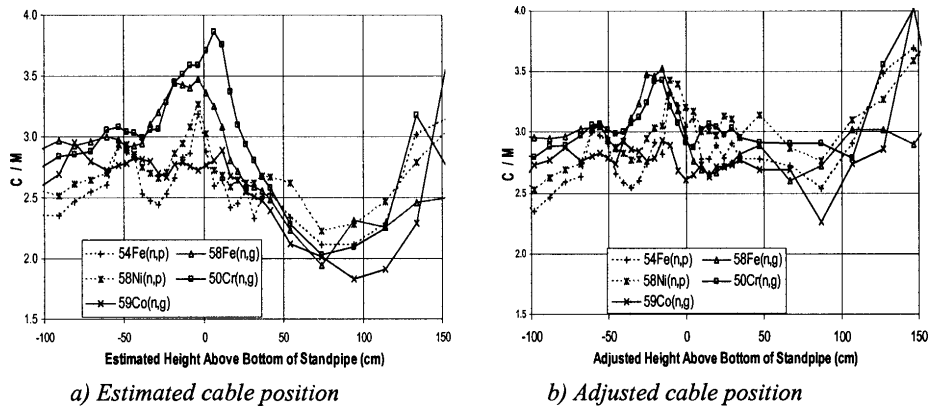 a)
4.0
3.5
3.0
2.5
2.0
1.5
C / M
54Fe(n,p)
58Fe(n,g)
58Ni(n,p)
50Cr(n,g)
59Co(n,g)
-100
-50
0
50
100
150
Estimated Height Above Bottom of Standpipe (cm)
a) Estimated cable position
b)
4.0
3.5
3.0
2.5
2.0
1.5
C / M
54Fe(n,p)
58Fe(n,g)
58Ni(n,p)
50Cr(n,g)
59Co(n,g)
-100
-50
0
50
100
150
Adjusted Height Above Bottom of Standpipe (cm)
b) Adjusted cable position